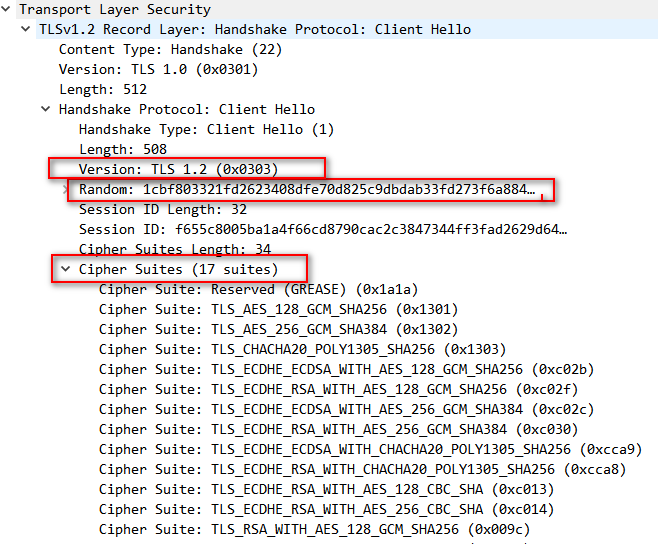 Transport Layer Security
TLSv1.2 Record Layer: Handshake Protocol: Client Hello
Content Type: Handshake (22)
Version: TLS 1.0 (0x0301)
Length: 512
Handshake Protocol: Client Hello
Handshake Type: Client Hello (1)
Length: 508
Version: TLS 1.2 (0x0303)
Random: 1cbf803321fd2623408dfe70d825c9dbdab33fd273f6a884…
Session ID Length: 32
Session ID: f655c8005ba1a4f66cd8790cac2c3847344ff3fad2629d64…
Cipher Suites Length: 34
Cipher Suites (17 suites)
Cipher Suite: Reserved (GREASE) (0x1a1a)
Cipher Suite: TLS_AES_128_GCM_SHA256 (0x1301)
Cipher Suite: TLS_AES_256_GCM_SHA384 (0x1302)
Cipher Suite: TLS_CHACHA20_POLY1305_SHA256 (0x1303)
Cipher Suite: TLS_ECDHE_ECDSA_WITH_AES_128_GCM_SHA256 (0xc02b)
Cipher Suite: TLS_ECDHE_RSA_WITH_AES_128_GCM_SHA256 (0xc02f)
Cipher Suite: TLS_ECDHE_ECDSA_WITH_AES_256_GCM_SHA384 (0xc02c)
Cipher Suite: TLS_ECDHE_RSA_WITH_AES_256_GCM_SHA384 (0xc030)
Cipher Suite: TLS_ECDHE_ECDSA_WITH_CHACHA20_POLY1305_SHA256 (0xcca9)
Cipher Suite: TLS_ECDHE_RSA_WITH_CHACHA20_POLY1305_SHA256 (0xcca8)
Cipher Suite: TLS_ECDHE_RSA_WITH_AES_128_CBC_SHA (0xc013)
Cipher Suite: TLS_ECDHE_RSA_WITH_AES_256_CBC_SHA (0xc014)
Cipher Suite: TLS_RSA_WITH_AES_128_GCM_SHA256 (0x009c)